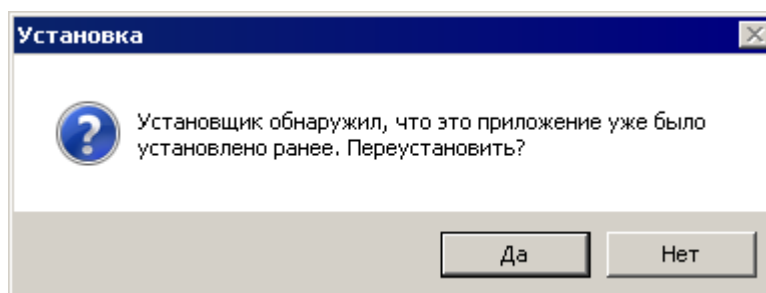 Установка
Установщик обнаружил, что это приложение уже было
установлено ранее. Переустановить?
Да
Нет